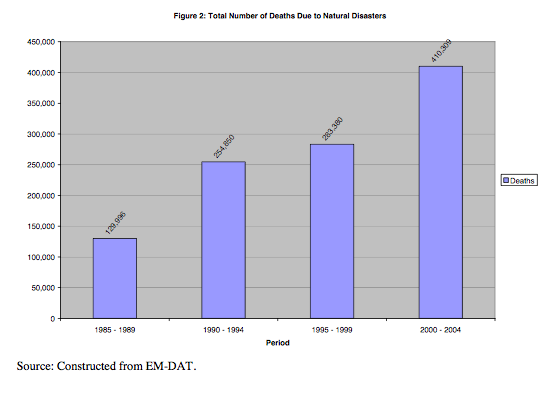 Figure 2: Total Number of Deaths Due to Natural Disasters
450,000
400,000
350,000
300,000
250,000
200,000
150,000
100,000
50,000
0
129,996
254,850
283,380
410,309
Deaths
1985 - 1989
1990 - 1994
1995 - 1999
2000 - 2004
Period
Source: Constructed from EM-DAT.